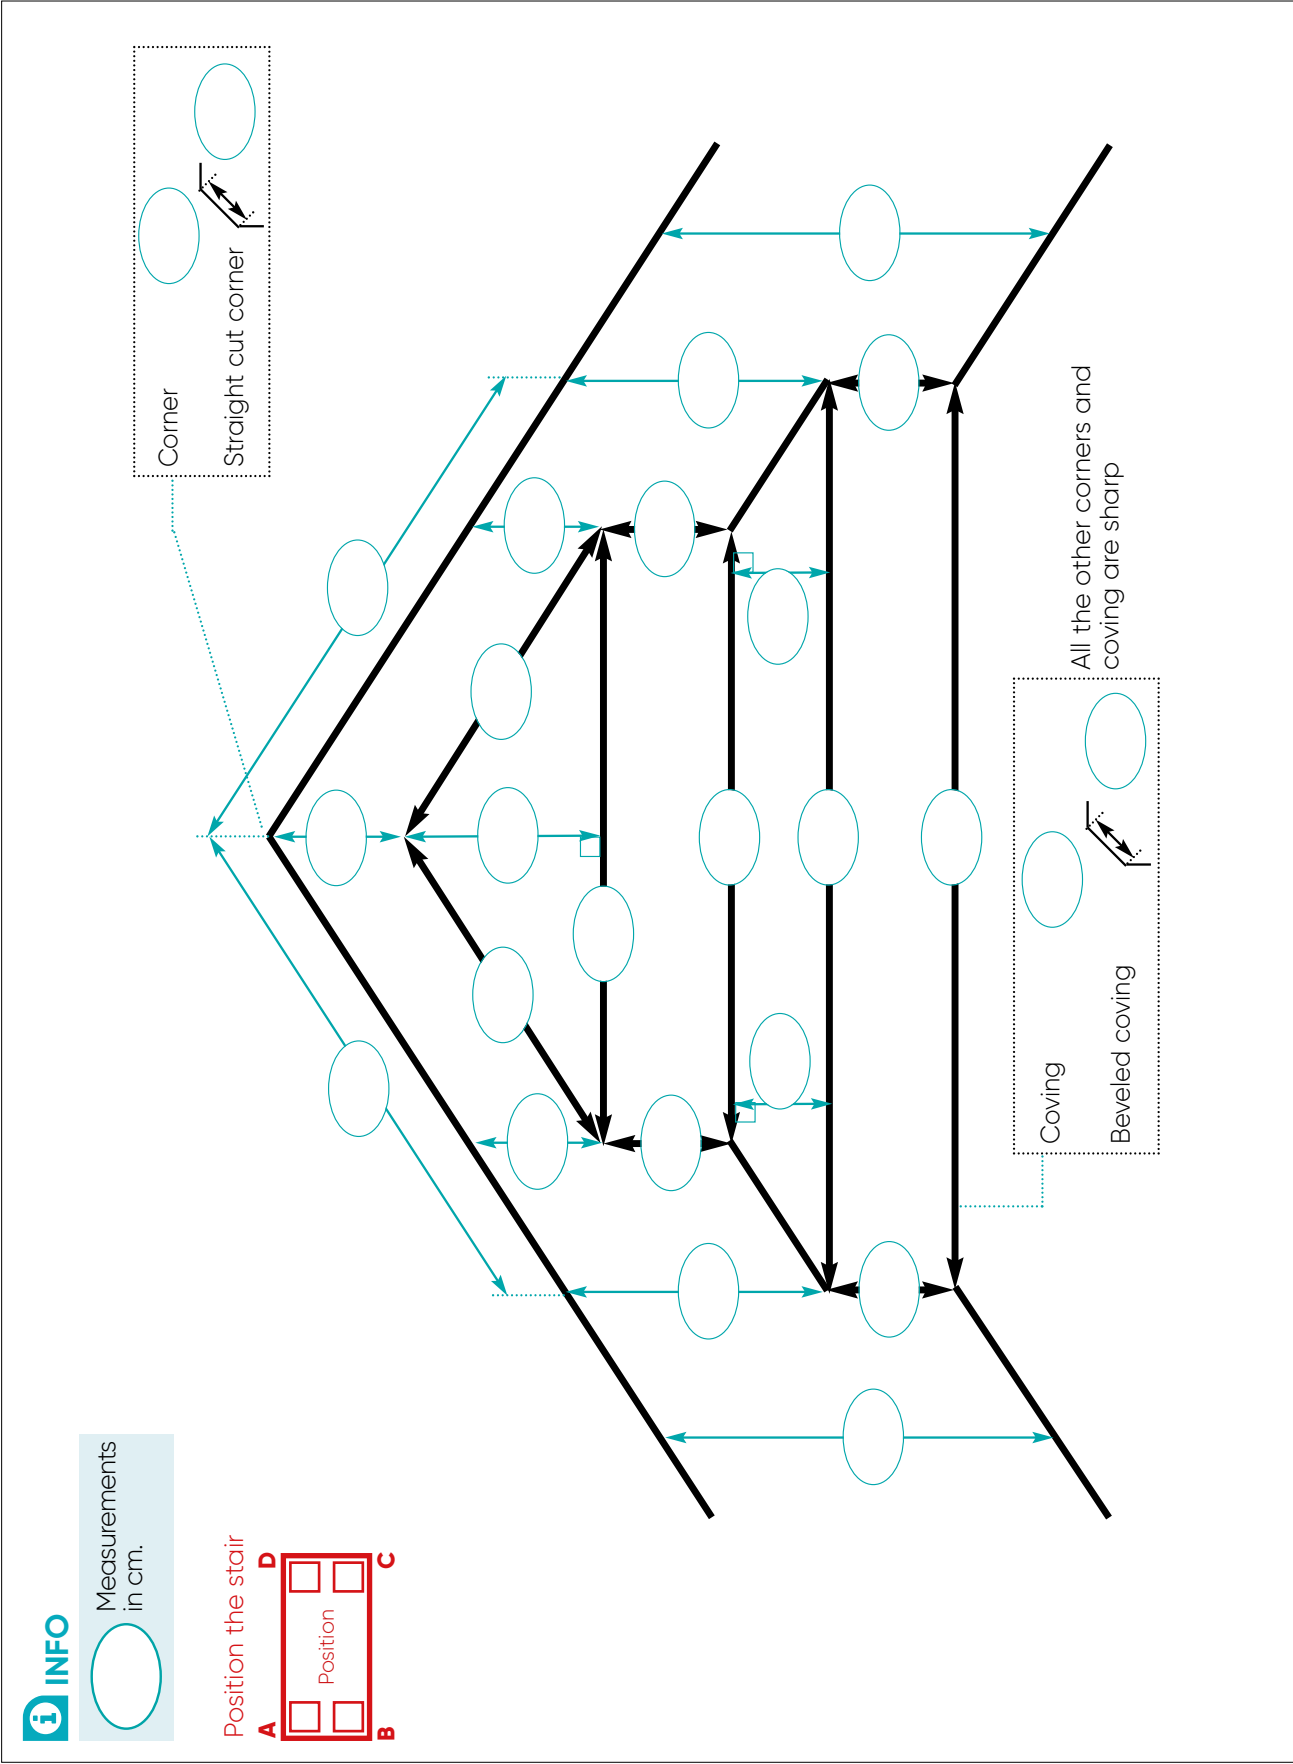 i INFO
Measurements
in cm.
Position the stair
A D
Position
B C
Corner
Straight cut corner
Coving
Beveled coving
All the other corners and
coving are sharp